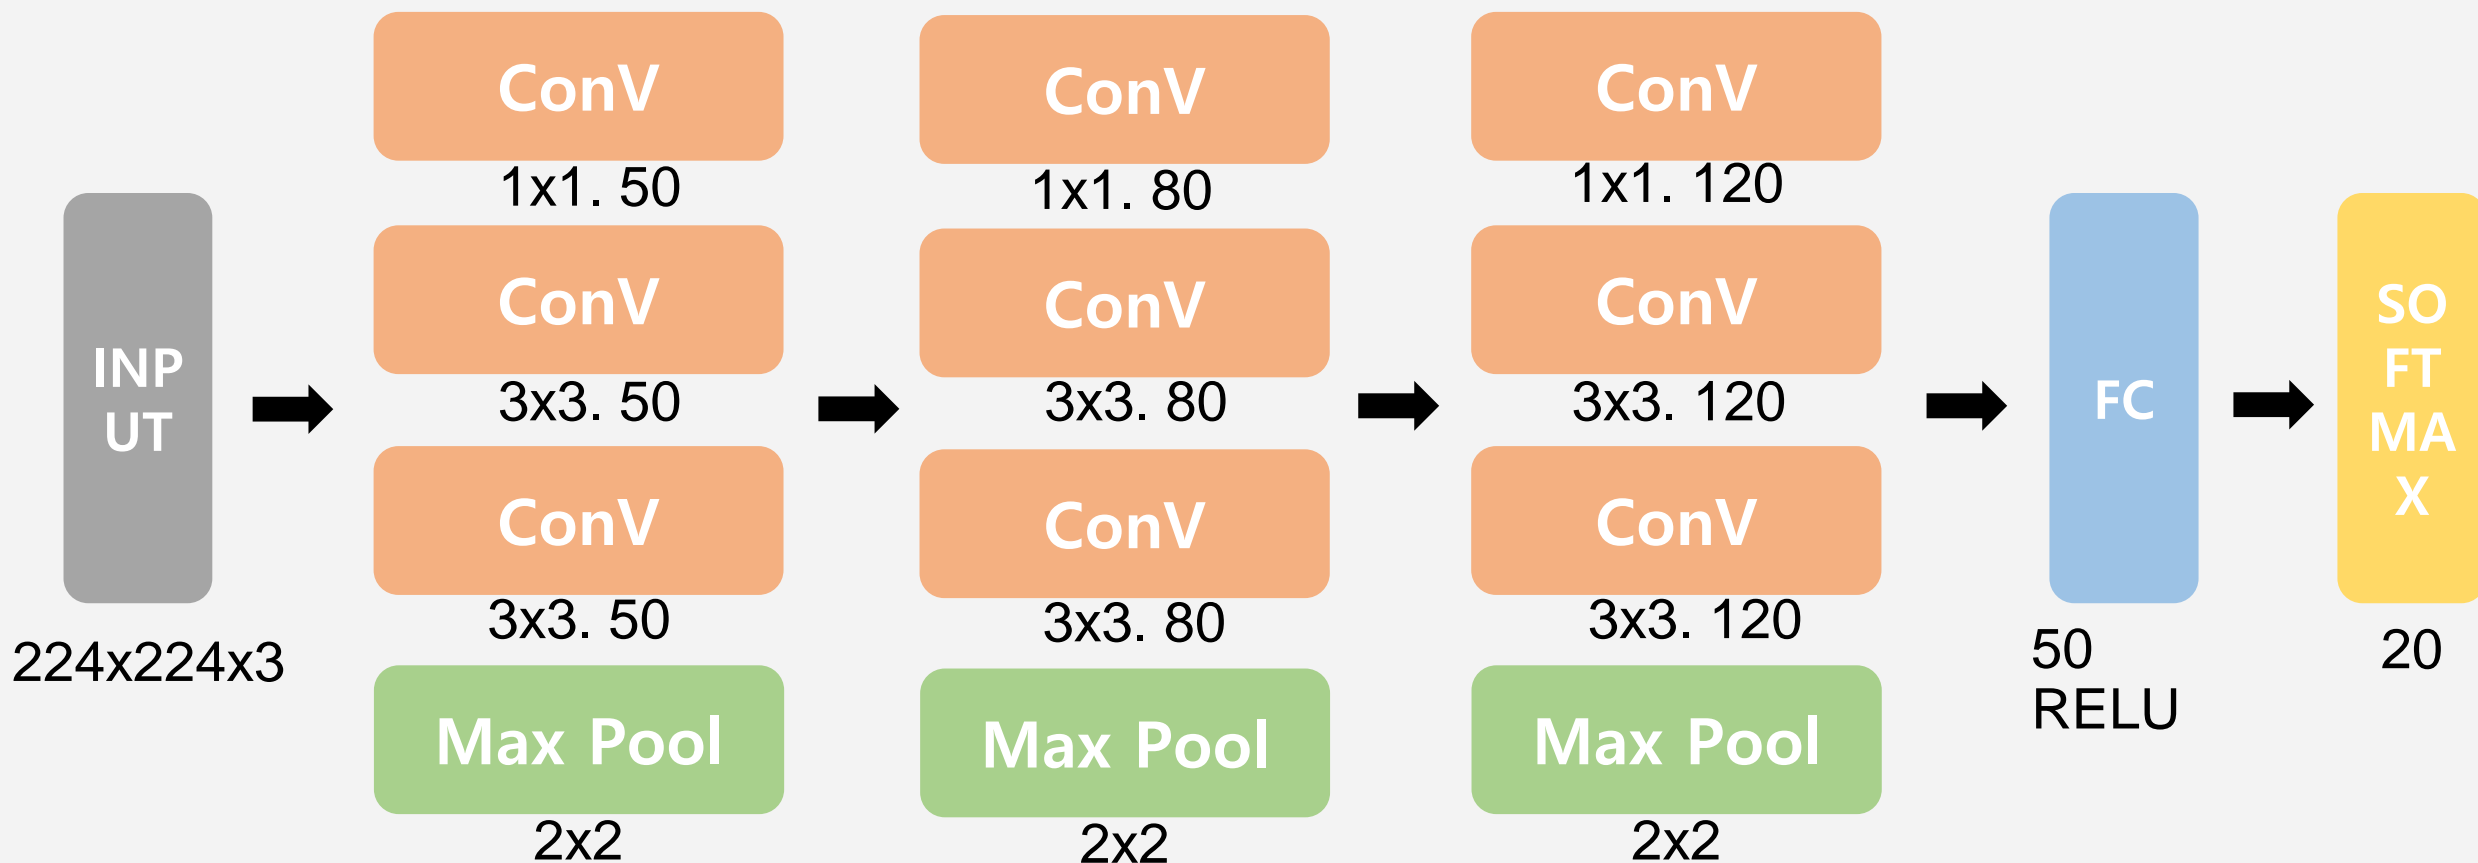 INP
UT
224x224x3
ConV
1x1. 50
ConV
3x3. 50
ConV
3x3. 50
Max Pool
2x2
ConV
1x1. 80
ConV
3x3. 80
ConV
3x3. 80
Max Pool
2x2
ConV
1x1. 120
ConV
3x3. 120
ConV
3x3. 120
Max Pool
2x2
FC
50
RELU
SO
FT
MA
X
20